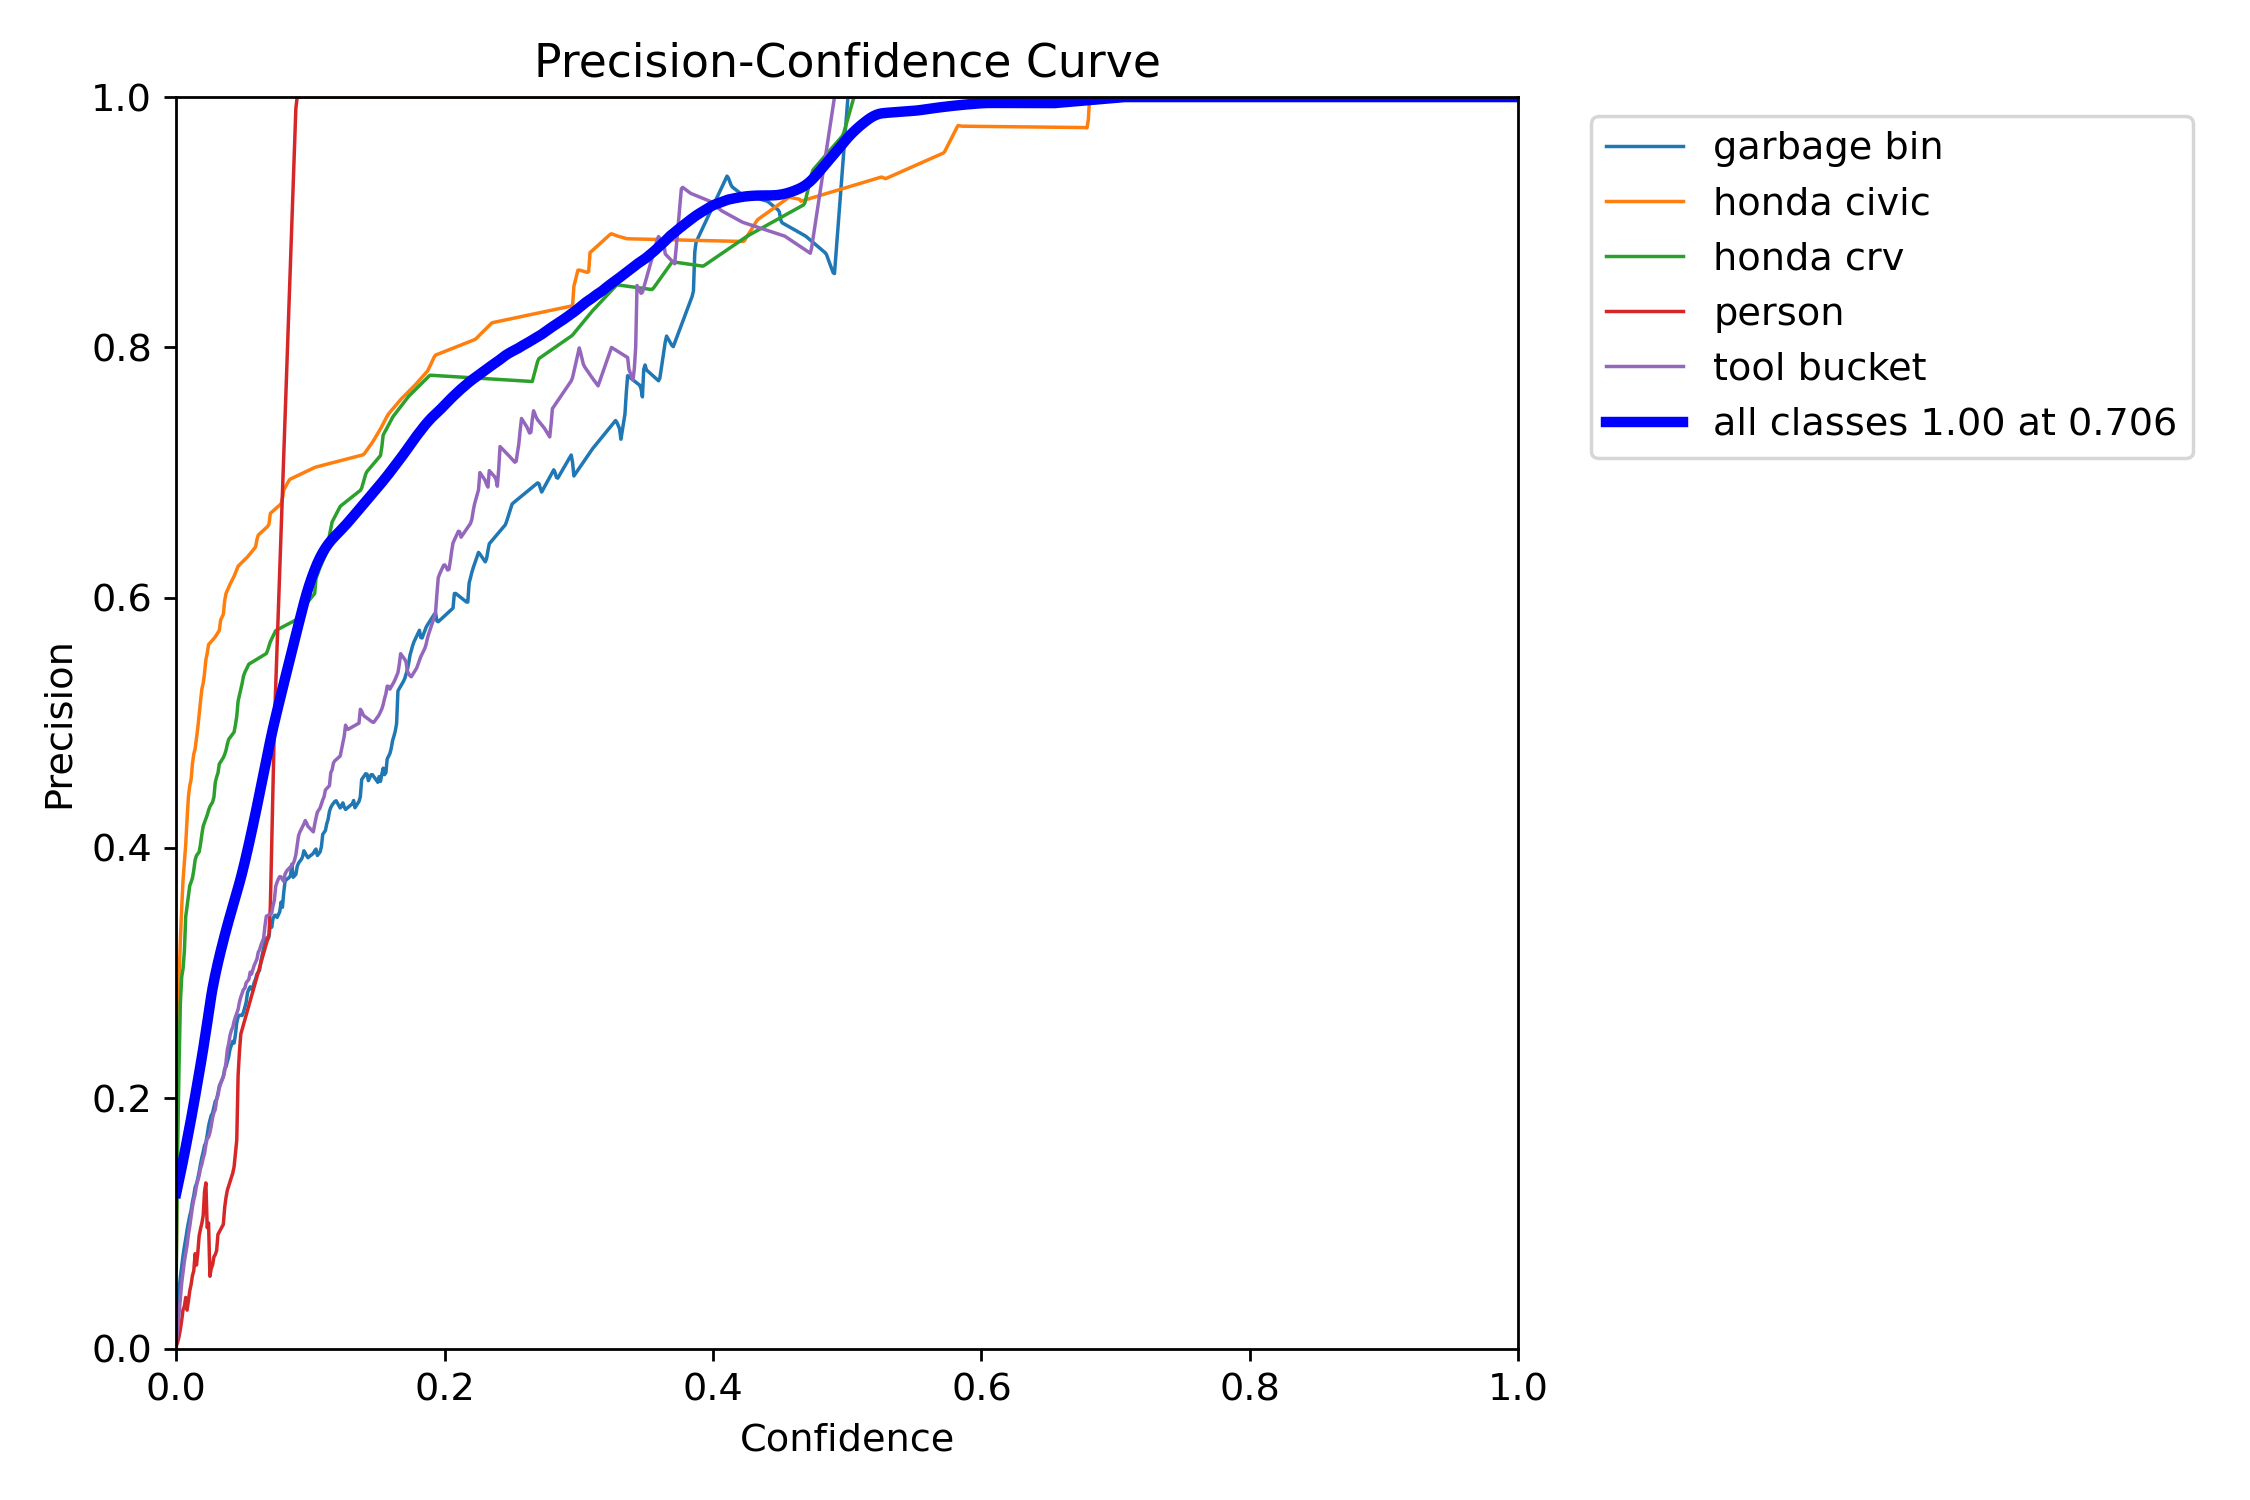 Precision-Confidence Curve
1.0
0.8
0.6
0.4
0.2
0.0
Precision
0.0 0.2 0.4 0.6 0.8 1.0
Confidence
garbage bin
honda civic
honda crv
person
tool bucket
all classes 1.00 at 0.706